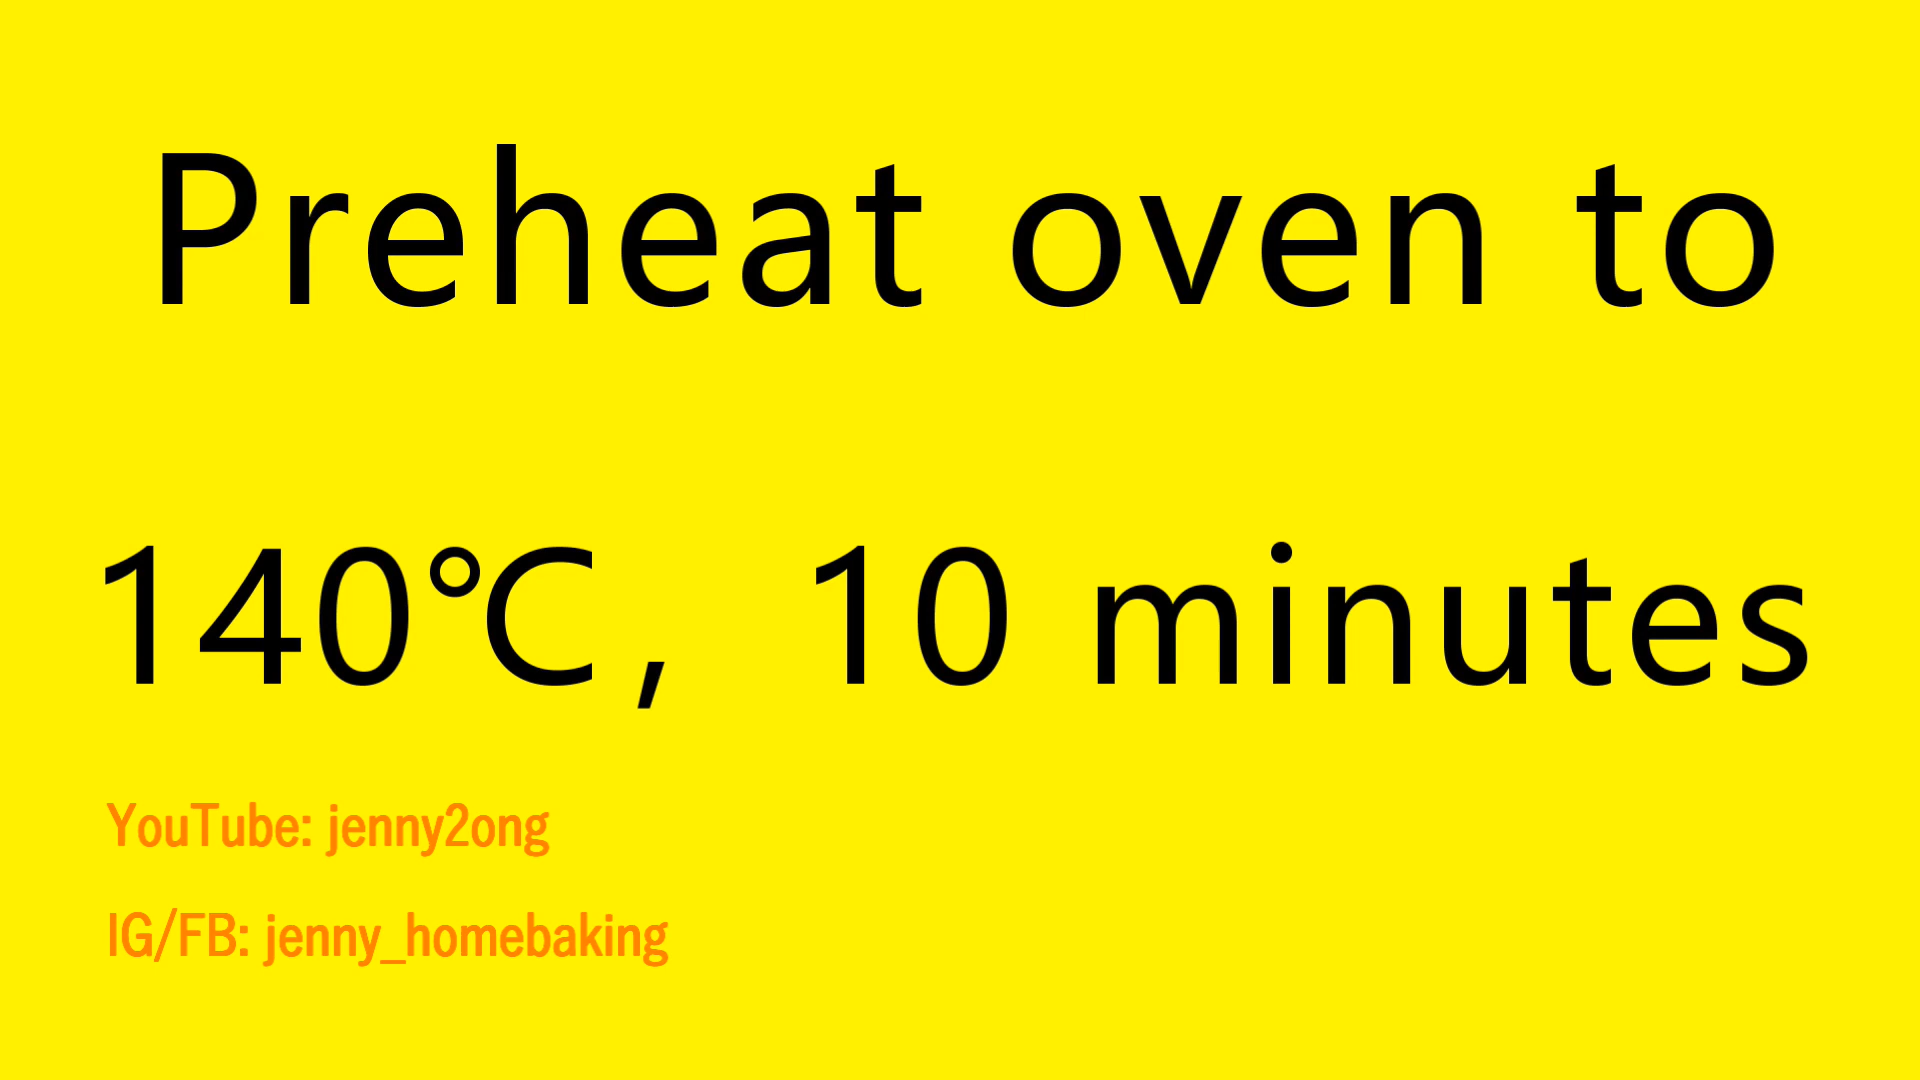 Preheat oven to
140℃, 10 minutes
YouTube: jenny2ong
IG/FB: jenny_homebaking